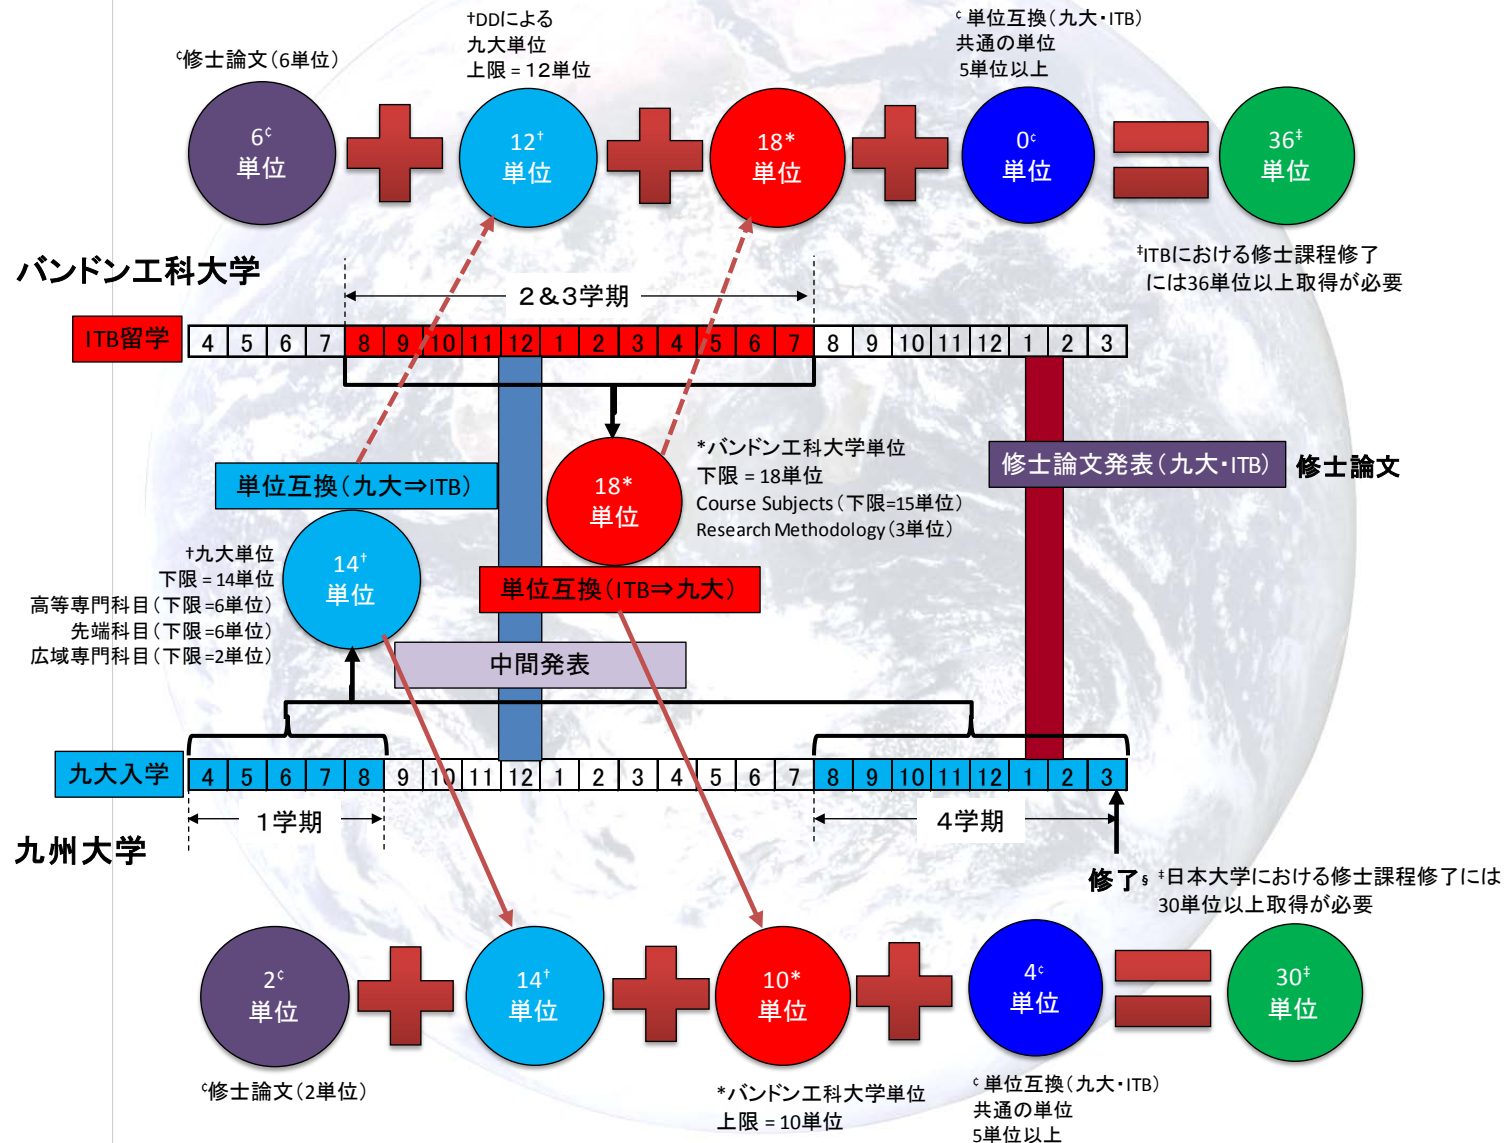 †DDによる
九大単位
上限 = 12単位
ᶜ 単位互換（九大・ITB）
共通の単位
5単位以上
ᶜ修士論文（6単位）
6ᶜ
単位
12†
単位
18*
単位
0ᶜ
単位
36‡
単位
バンドン工科大学
‡ITBにおける修士課程修了
には36単位以上取得が必要
2＆3学期
ITB留学
4 5 6 7 8 9 10 11 12 1 2 3 4 5 6 7 8 9 10 11 12 1 2 3
単位互換（九大⇒ITB）
18*
単位
*バンドン工科大学単位
下限 = 18単位
Course Subjects（下限=15単位）
Research Methodology（3単位）
修士論文発表（九大・ITB）
修士論文
†九大単位
下限 = 14単位
高等専門科目（下限=6単位）
先端科目（下限=6単位）
広域専門科目（下限=2単位）
14†
単位
単位互換（ITB⇒九大）
中間発表
九大入学
4 5 6 7 8 9 10 11 12 1 2 3 4 5 6 7 8 9 10 11 12 1 2 3
1学期
4学期
九州大学
修了§
‡日本大学における修士課程修了には
30単位以上取得が必要
2ᶜ
単位
14†
単位
10*
単位
4ᶜ
単位
30‡
単位
ᶜ修士論文（2単位）
*バンドン工科大学単位
上限 = 10単位
ᶜ 単位互換（九大・ITB）
共通の単位
5単位以上